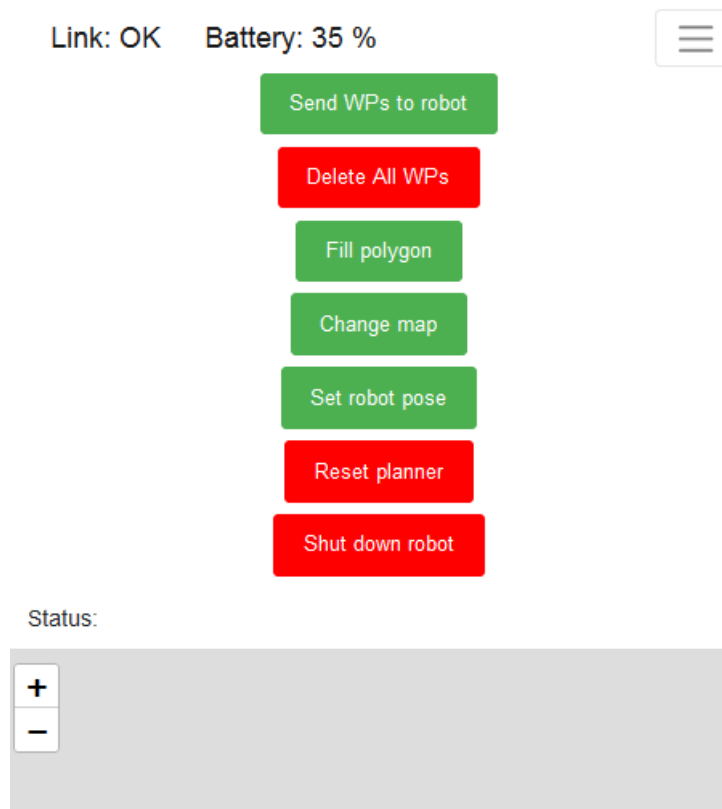 Link: OK Battery: 35 %
Send WPs to robot
Delete All WPs
Fill polygon
Change map
Set robot pose
Reset planner
Shut down robot
Status:
+
−